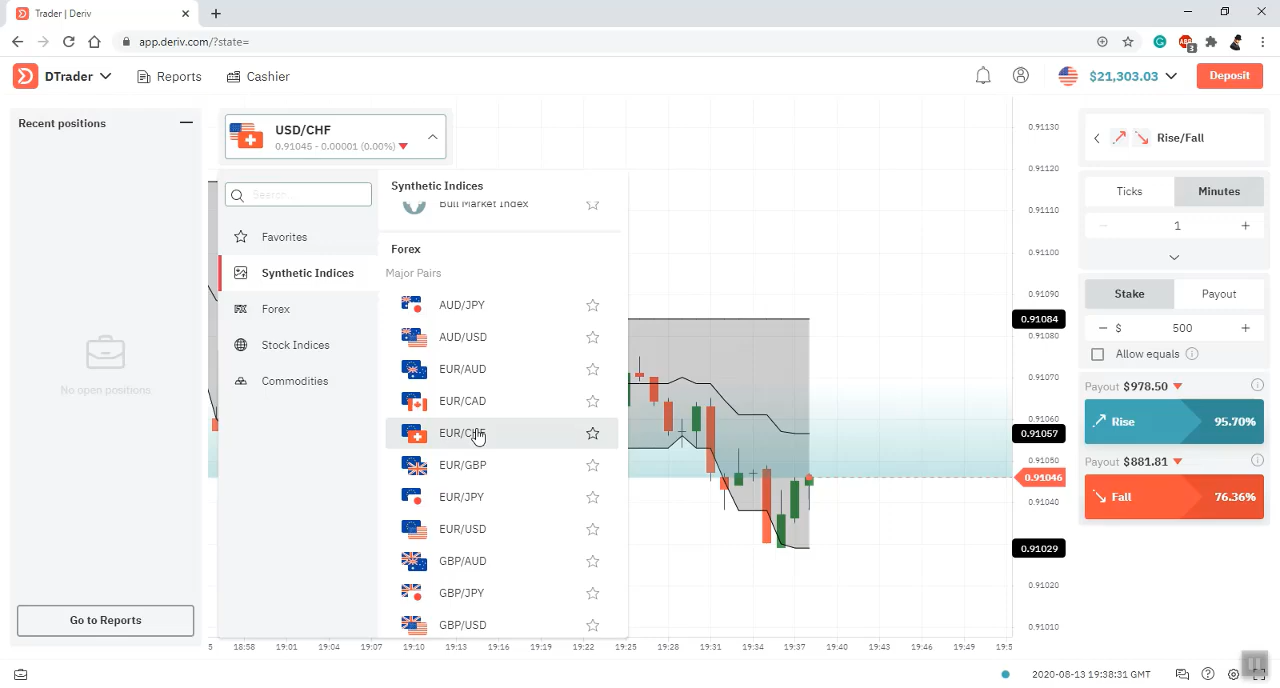 Trader | Deriv
app.deriv.com/?state=
3
DTrader
Reports
Cashier
$21,303.03
Deposit
Recent positions
No open positions
Go to Reports
USD/CHF
0.91045 - 0.00001 (0.00%)
Search...
Favorites
Synthetic Indices
Forex
Stock Indices
Commodities
Synthetic Indices
Bull Market Index
Forex
Major Pairs
AUD/JPY
AUD/USD
EUR/AUD
EUR/CAD
EUR/CHF
EUR/GBP
EUR/JPY
EUR/USD
GBP/AUD
GBP/JPY
GBP/USD
0.91130
0.91120
0.91110
0.91100
0.91090
0.91084
0.91080
0.91070
0.91060
0.91057
0.91050
0.91046
0.91040
0.91029
0.91020
0.91010
5 18:58 19:01 19:04 19:07 19:10 19:13 19:16 19:19 19:22 19:25 19:28 19:31 19:34 19:37 19:40 19:43 19:46 19:49 19:5
Rise/Fall
Ticks
Minutes
1
Stake
Payout
$ 500
Allow equals
Payout $978.50
Rise 95.70%
Payout $881.81
Fall 76.36%
2020-08-13 19:38:31 GMT